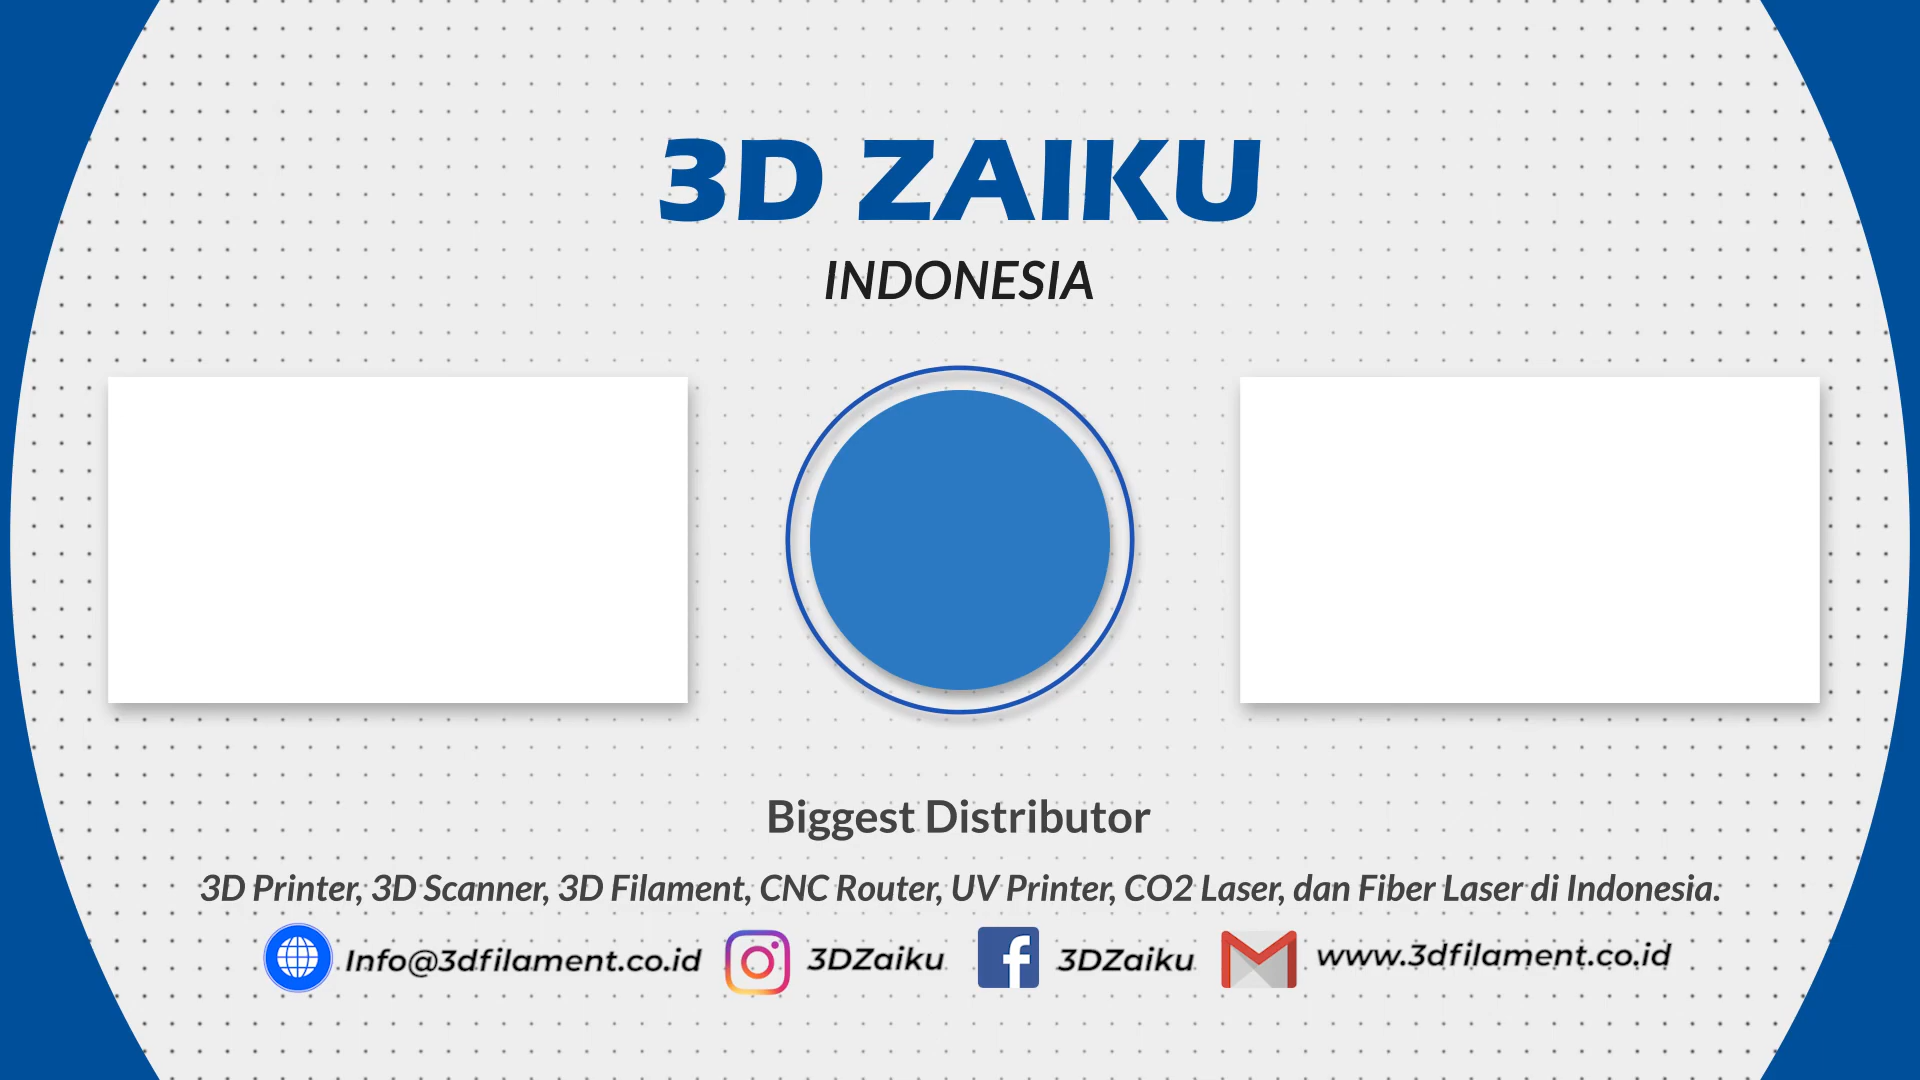 3D ZAIKU
INDONESIA
Biggest Distributor
3D Printer, 3D Scanner, 3D Filament, CNC Router, UV Printer, CO2 Laser, dan Fiber Laser di Indonesia.
Info@3dfilament.co.id 3DZaiku 3DZaiku www.3dfilament.co.id